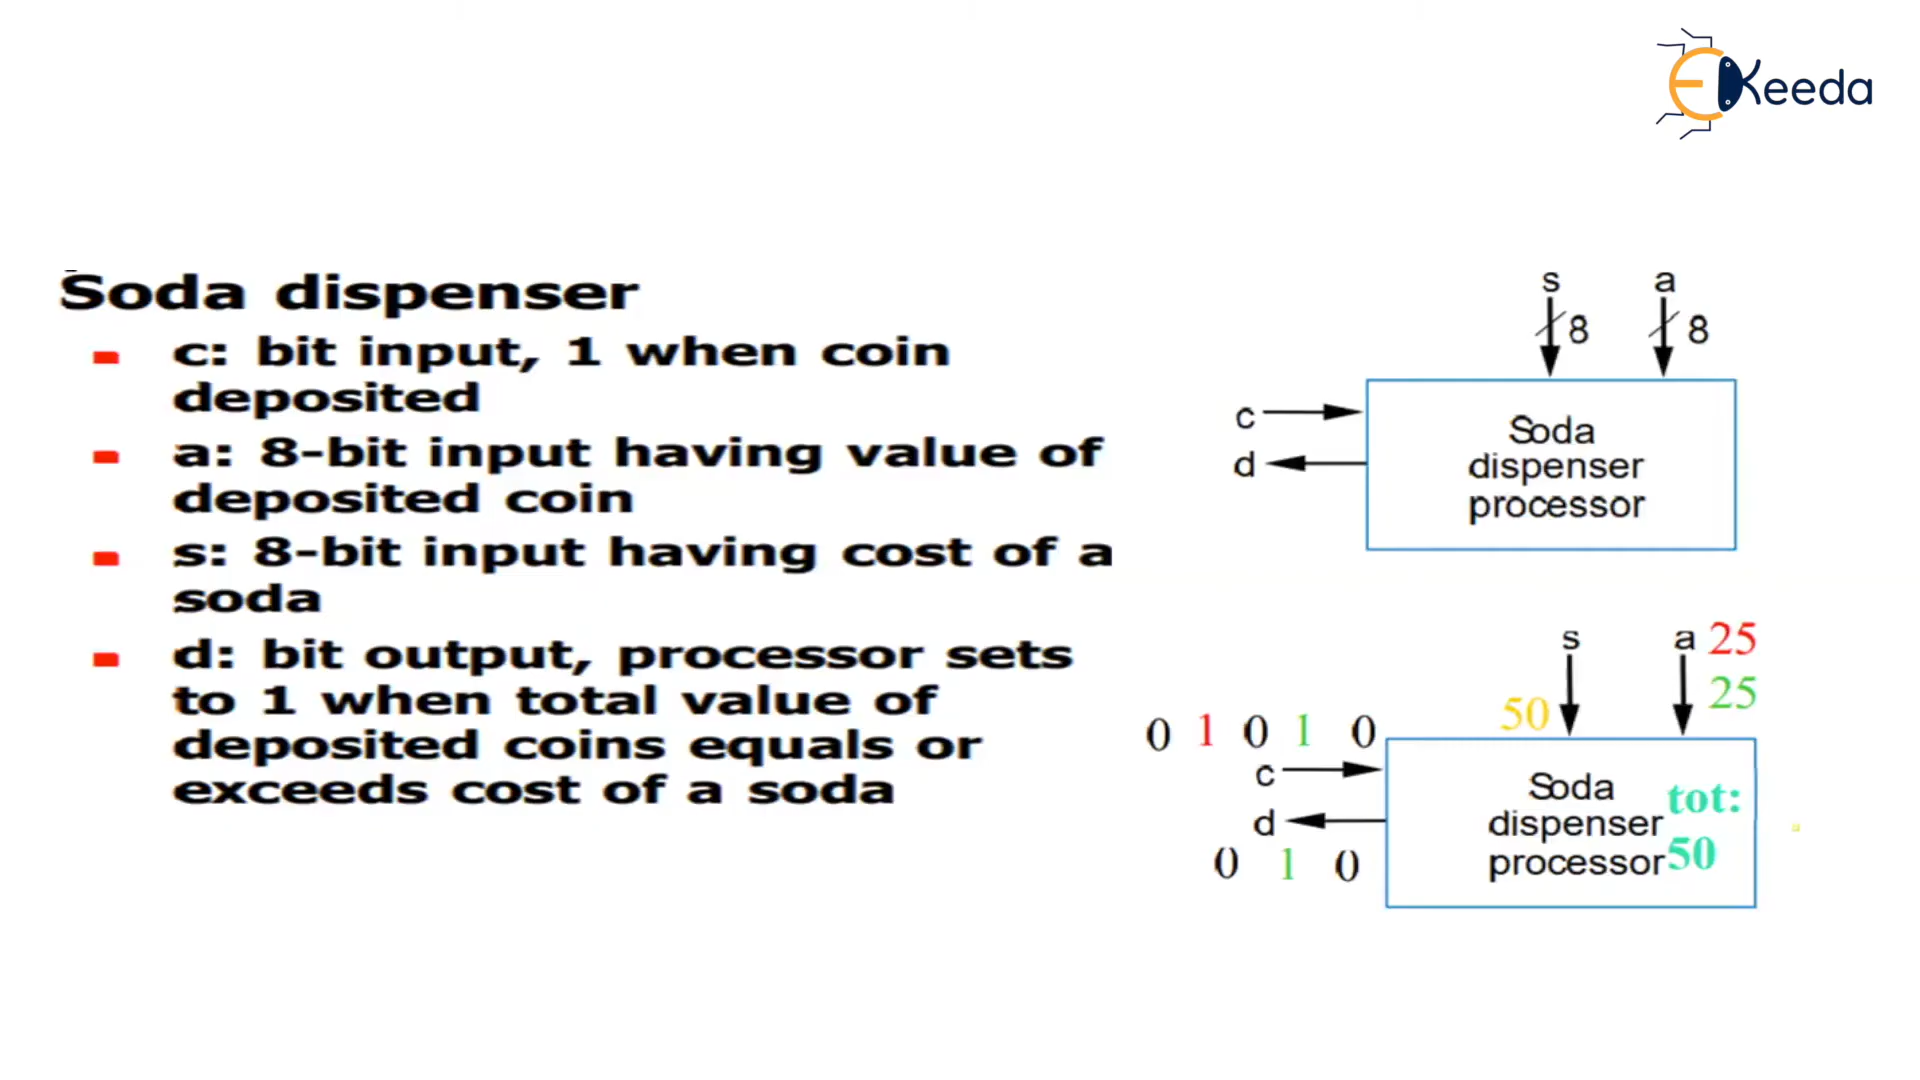 EKeeda
Soda dispenser
c: bit input, 1 when coin
deposited
a: 8-bit input having value of
deposited coin
s: 8-bit input having cost of a
soda
d: bit output, processor sets
to 1 when total value of
deposited coins equals or
exceeds cost of a soda
s a
8 8
c
d
Soda
dispenser
processor
s a 25
50 25
0 1 0 1 0
c
d
0 1 0
Soda
dispenser
processor
tot:
50